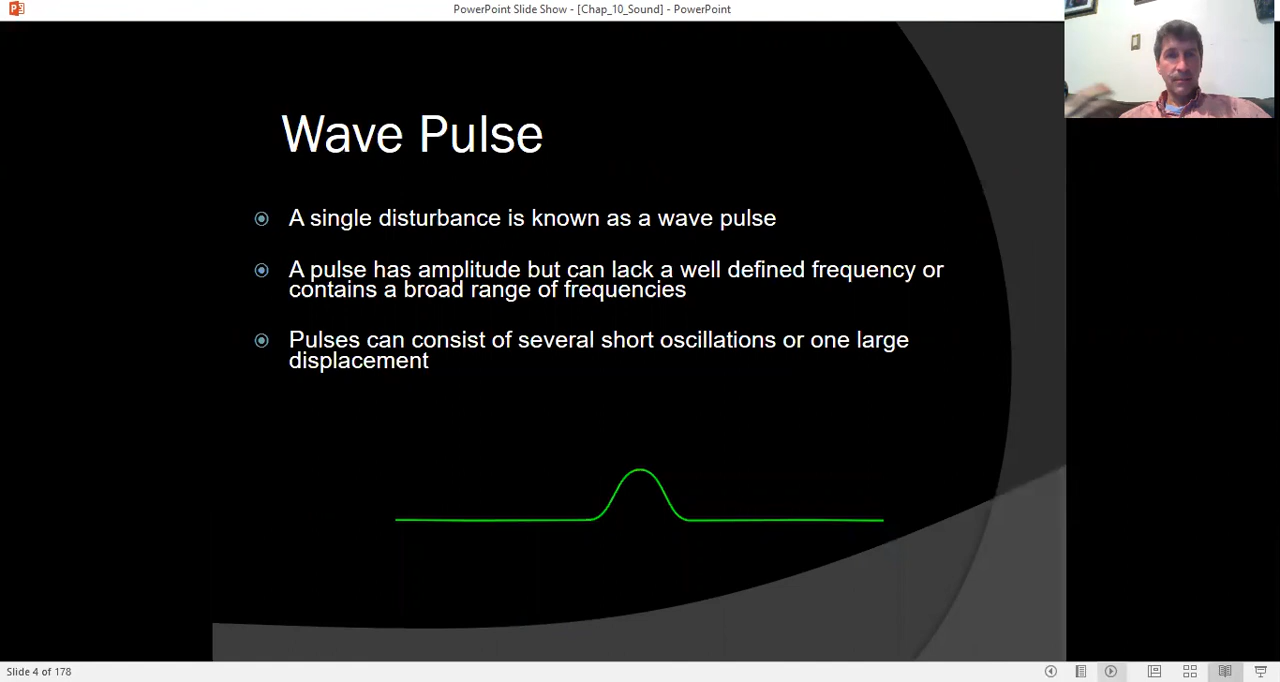 PowerPoint Slide Show - [Chap_10_Sound] - PowerPoint
Wave Pulse
A single disturbance is known as a wave pulse
A pulse has amplitude but can lack a well defined frequency or
contains a broad range of frequencies
Pulses can consist of several short oscillations or one large
displacement
Slide 4 of 178